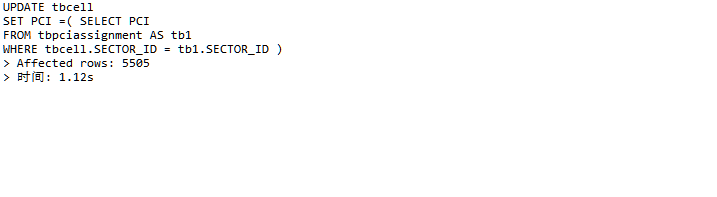 UPDATE tbcell
SET PCI =( SELECT PCI
FROM tbpciassignment AS tb1
WHERE tbcell.SECTOR_ID = tb1.SECTOR_ID )
> Affected rows: 5505
> 时间: 1.12s